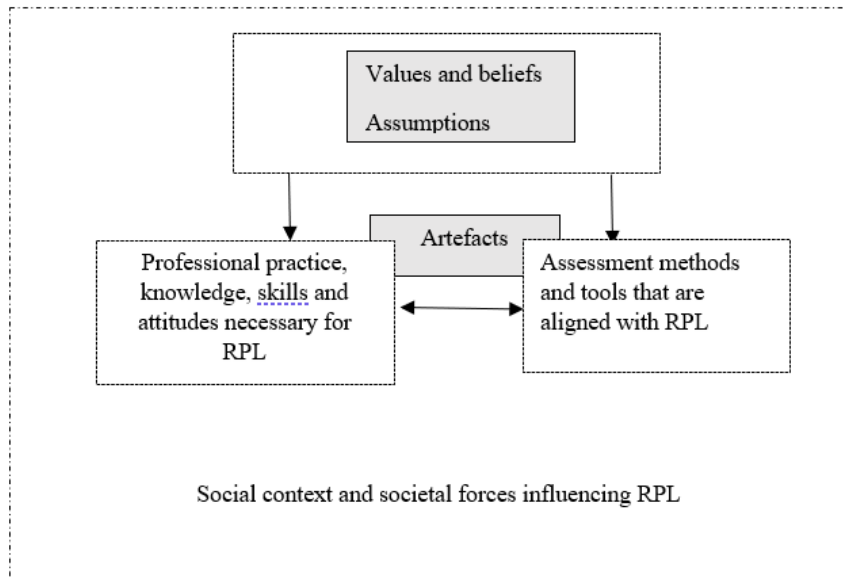 Values and beliefs
Assumptions
Artefacts
Professional practice,
knowledge, skills and
attitudes necessary for
RPL
Assessment methods
and tools that are
aligned with RPL
Social context and societal forces influencing RPL